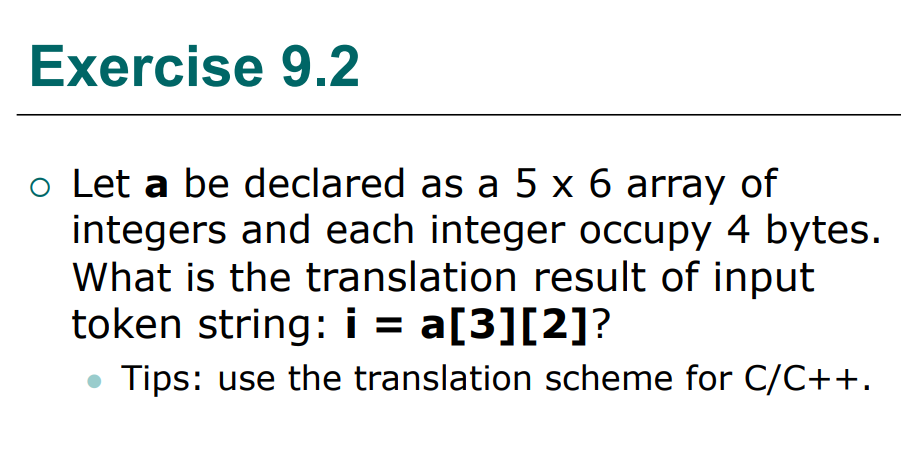 Exercise 9.2
Let a be declared as a 5 x 6 array of
integers and each integer occupy 4 bytes.
What is the translation result of input
token string: i = a[3][2]?
Tips: use the translation scheme for C/C++.